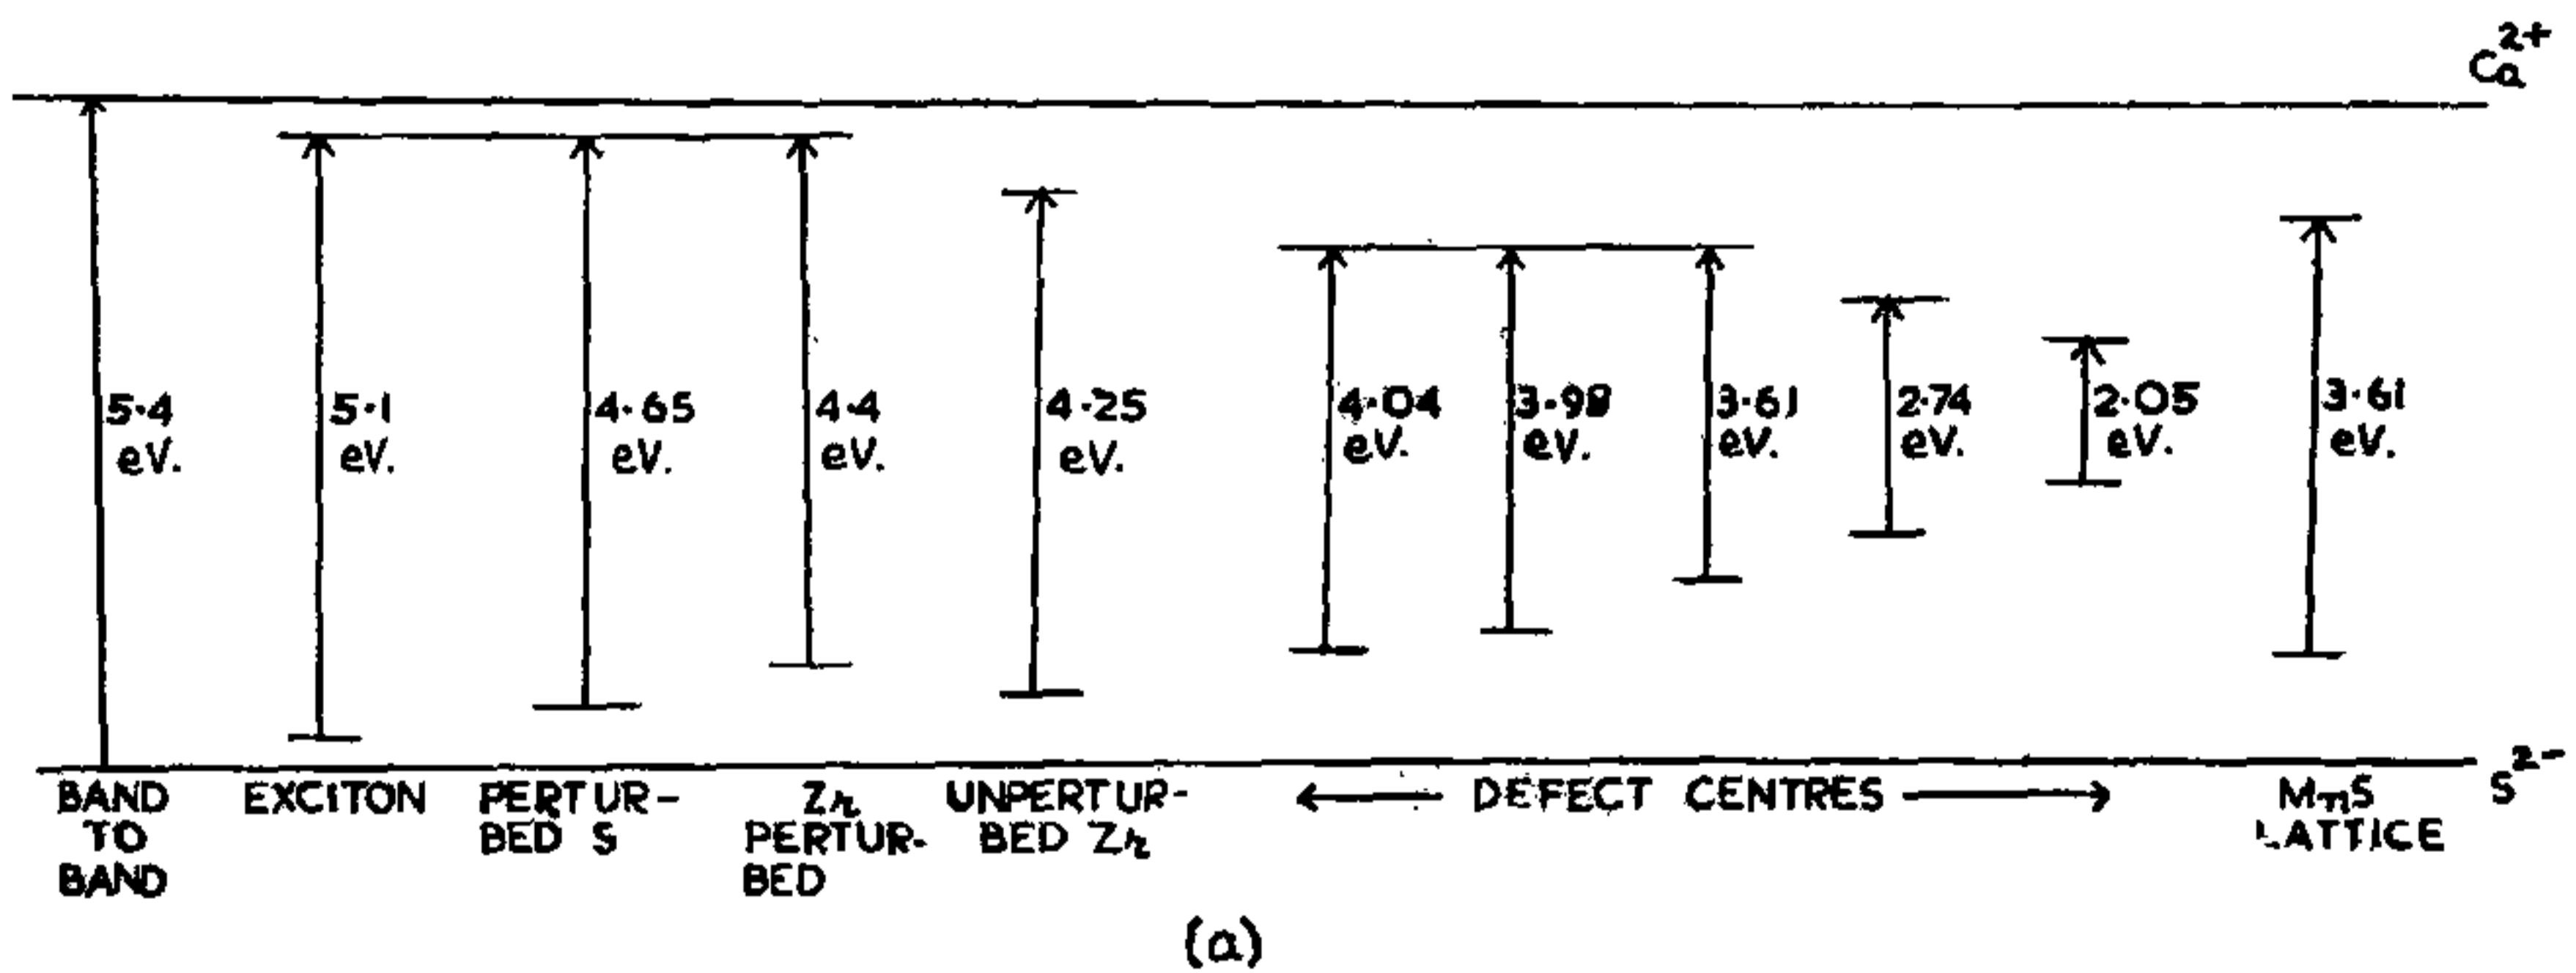 Ca2+
5.4 eV.
5.1 eV.
4.65 eV.
4.4 eV.
4.25 eV.
4.04 eV.
3.98 eV.
3.61 eV.
2.74 eV.
2.05 eV.
3.61 eV.
S2-
BAND
TO
BAND
EXCITON
PERTUR-
BED S
Zr
PERTUR-
BED
UNPERTUR-
BED Zr
← DEFECT CENTRES →
MnS
LATTICE
(a)